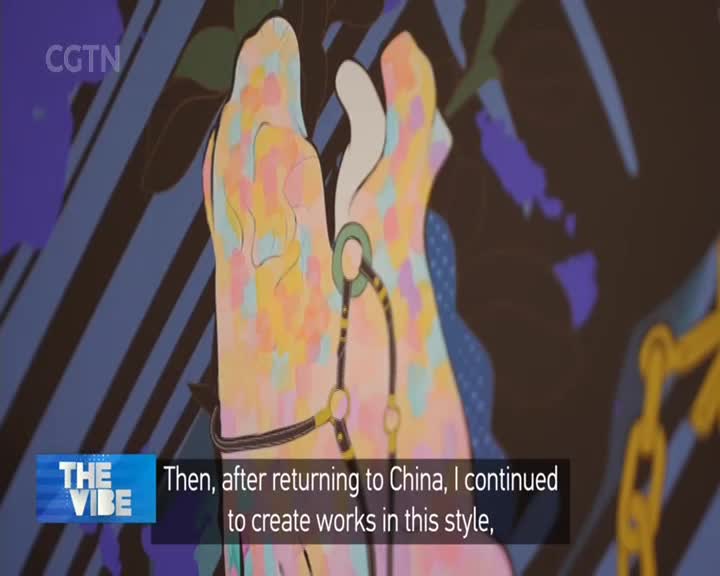 CGTN
THE
VIBE
Then, after returning to China, I continued
to create works in this style,